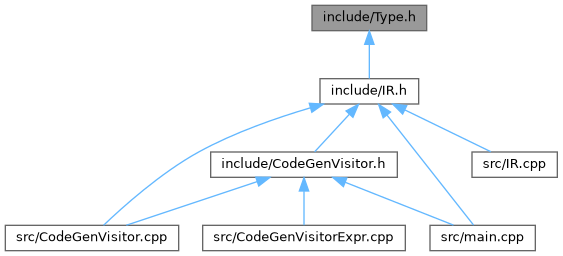 include/Type.h
include/IR.h
include/CodeGenVisitor.h
src/IR.cpp
src/CodeGenVisitor.cpp
src/CodeGenVisitorExpr.cpp
src/main.cpp